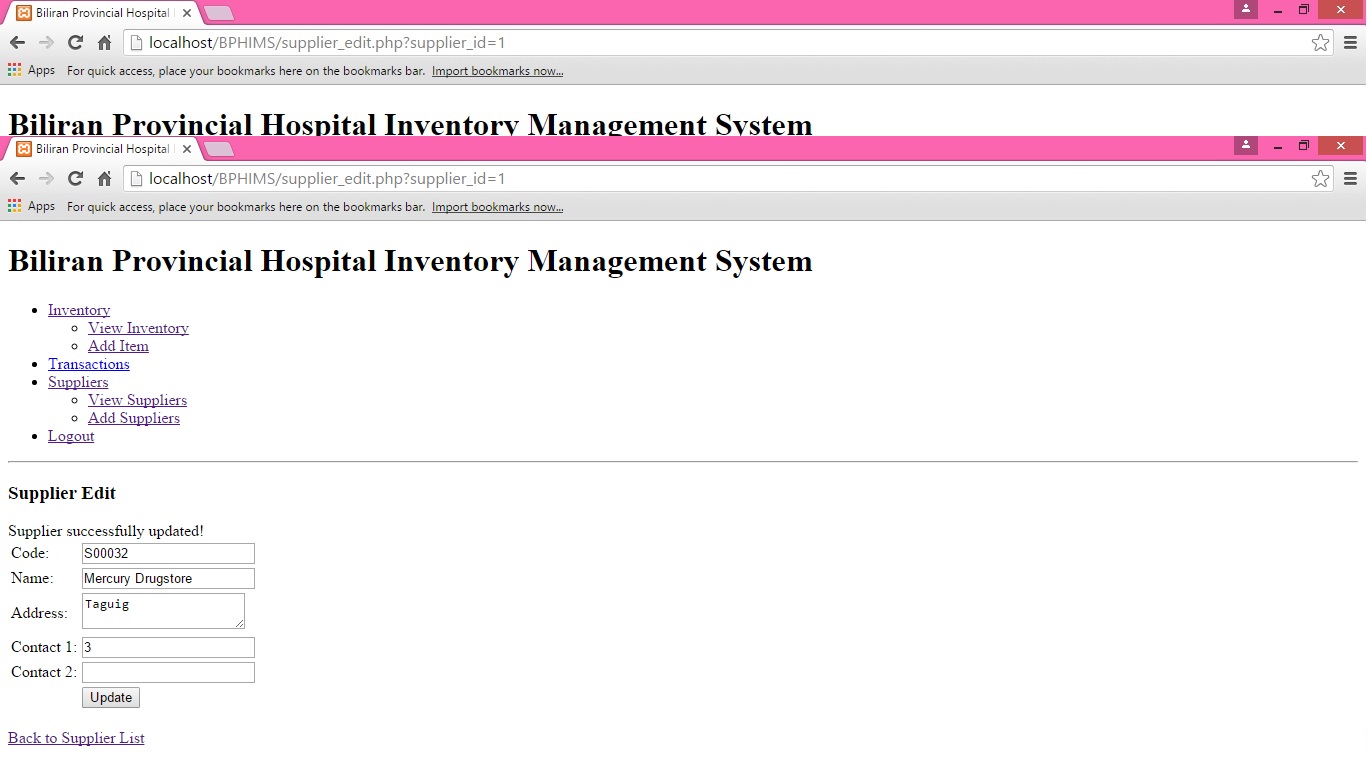 Biliran Provincial Hospital
localhost/BPHIMS/supplier_edit.php?supplier_id=1
Apps For quick access, place your bookmarks here on the bookmarks bar. Import bookmarks now...
Biliran Provincial Hospital Inventory Management System
Biliran Provincial Hospital
localhost/BPHIMS/supplier_edit.php?supplier_id=1
Apps For quick access, place your bookmarks here on the bookmarks bar. Import bookmarks now...
Biliran Provincial Hospital Inventory Management System
Inventory
View Inventory
Add Item
Transactions
Suppliers
View Suppliers
Add Suppliers
Logout
Supplier Edit
Supplier successfully updated!
Code: S00032
Name: Mercury Drugstore
Address: Taguig
Contact 1: 3
Contact 2:
Update
Back to Supplier List